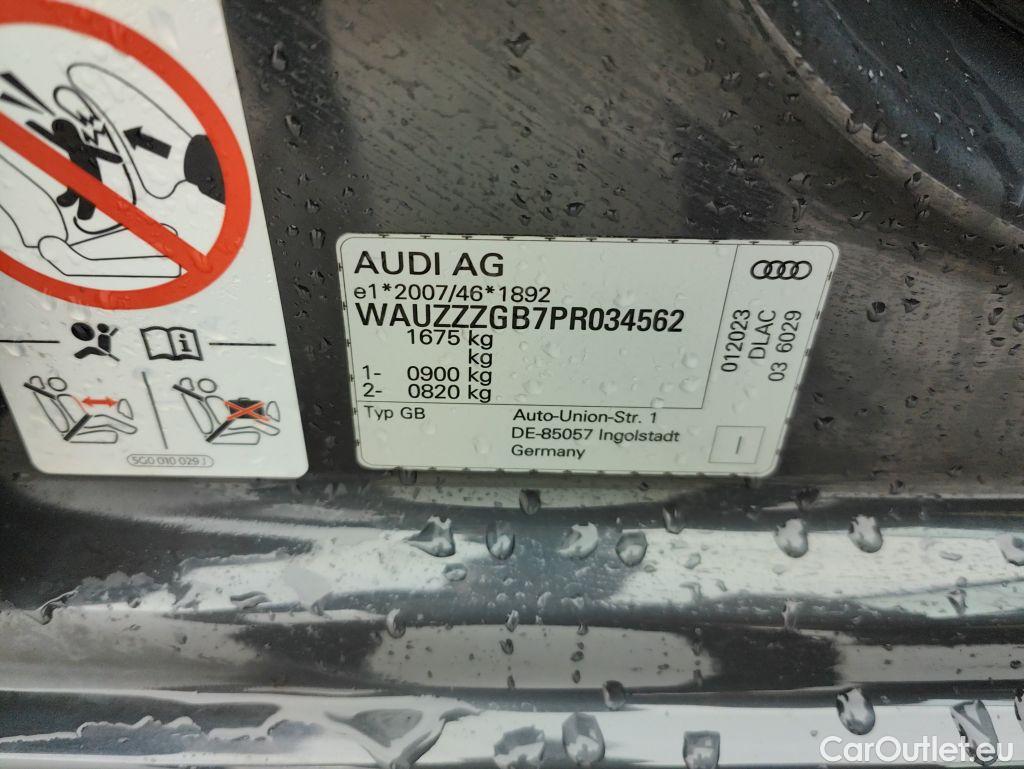 AUDI AG
e1*2007/46*1892
WAUZZZGB7PR034562
1675 kg
kg
1- 0900 kg
2- 0820 kg
Typ GB
Auto-Union-Str. 1
DE-85057 Ingolstadt
Germany
012023
DLAC
03 6029
I
5G0 010 029 J
CarOutlet.eu